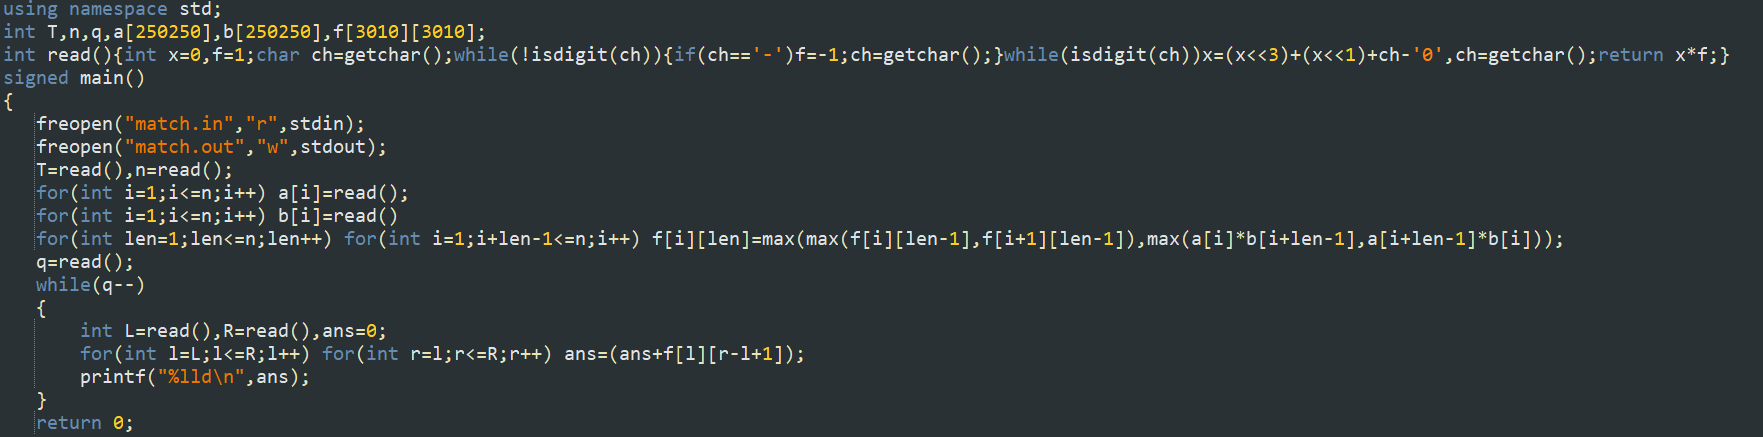 using namespace std;
int T,n,q,a[250250],b[250250],f[3010][3010];
int read(){int x=0,f=1;char ch=getchar();while(!isdigit(ch)){if(ch=='-')f=-1;ch=getchar();}while(isdigit(ch))x=(x<<3)+(x<<1)+ch-'0',ch=getchar();return x*f;}
signed main()
{
freopen("match.in","r",stdin);
freopen("match.out","w",stdout);
T=read(),n=read();
for(int i=1;i<=n;i++) a[i]=read();
for(int i=1;i<=n;i++) b[i]=read()
for(int len=1;len<=n;len++) for(int i=1;i+len-1<=n;i++) f[i][len]=max(max(f[i][len-1],f[i+1][len-1]),max(a[i]*b[i+len-1],a[i+len-1]*b[i]));
q=read();
while(q--)
{
int L=read(),R=read(),ans=0;
for(int l=L;l<=R;l++) for(int r=l;r<=R;r++) ans=(ans+f[l][r-l+1]);
printf("%lld\n",ans);
}
return 0;